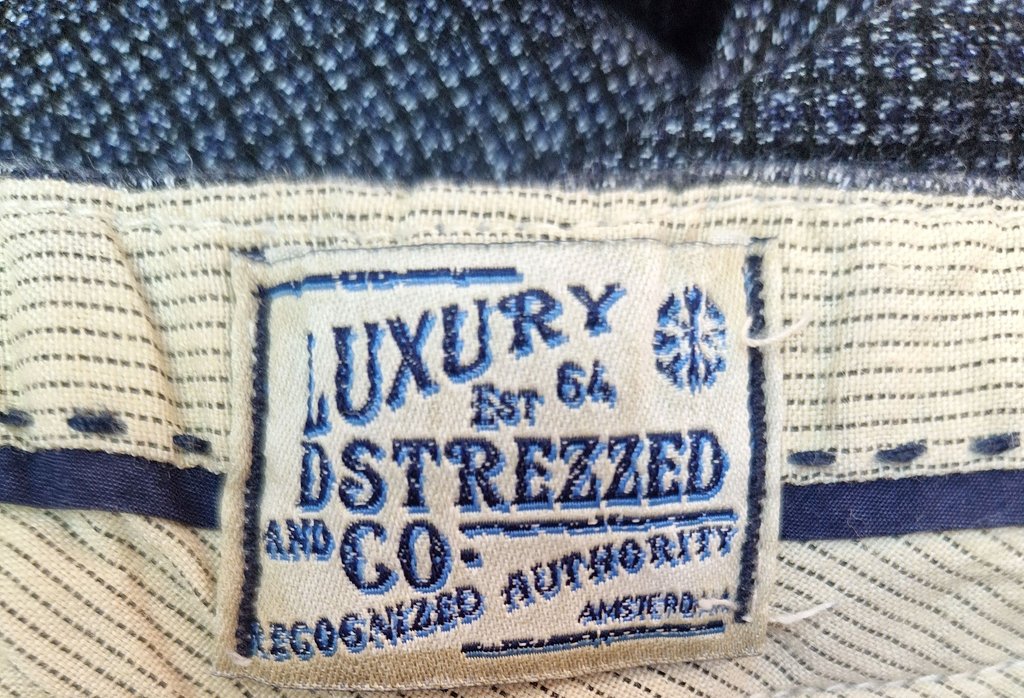 LUXURY
EST 64
DSTREZZED
AND CO.
RECOGNIZED AUTHORITY